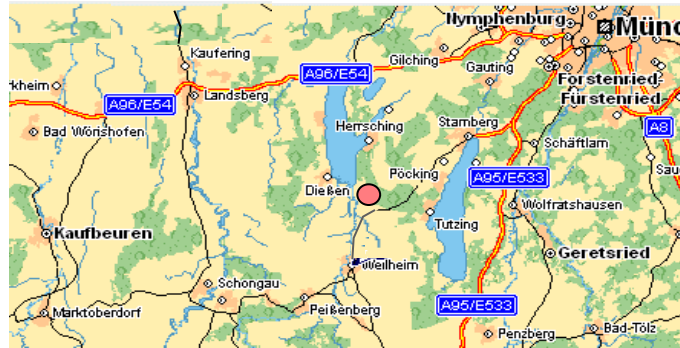 Nymphenburg
Münc
Kaufering
Gilching
Gauting
A96/E54
rkheim
Landsberg
A96/E54
Forstenried-
Fürstenried
Bad Wörishofen
Herrsching
Starnberg
A8
Schäftlarn
Sau
Pöcking
Dießen
A95/E533
Wolfratshausen
Tutzing
Kaufbeuren
Geretsried
Weilheim
Schongau
Marktoberdorf
Peißenberg
A95/E533
Penzberg
Bad-Tölz